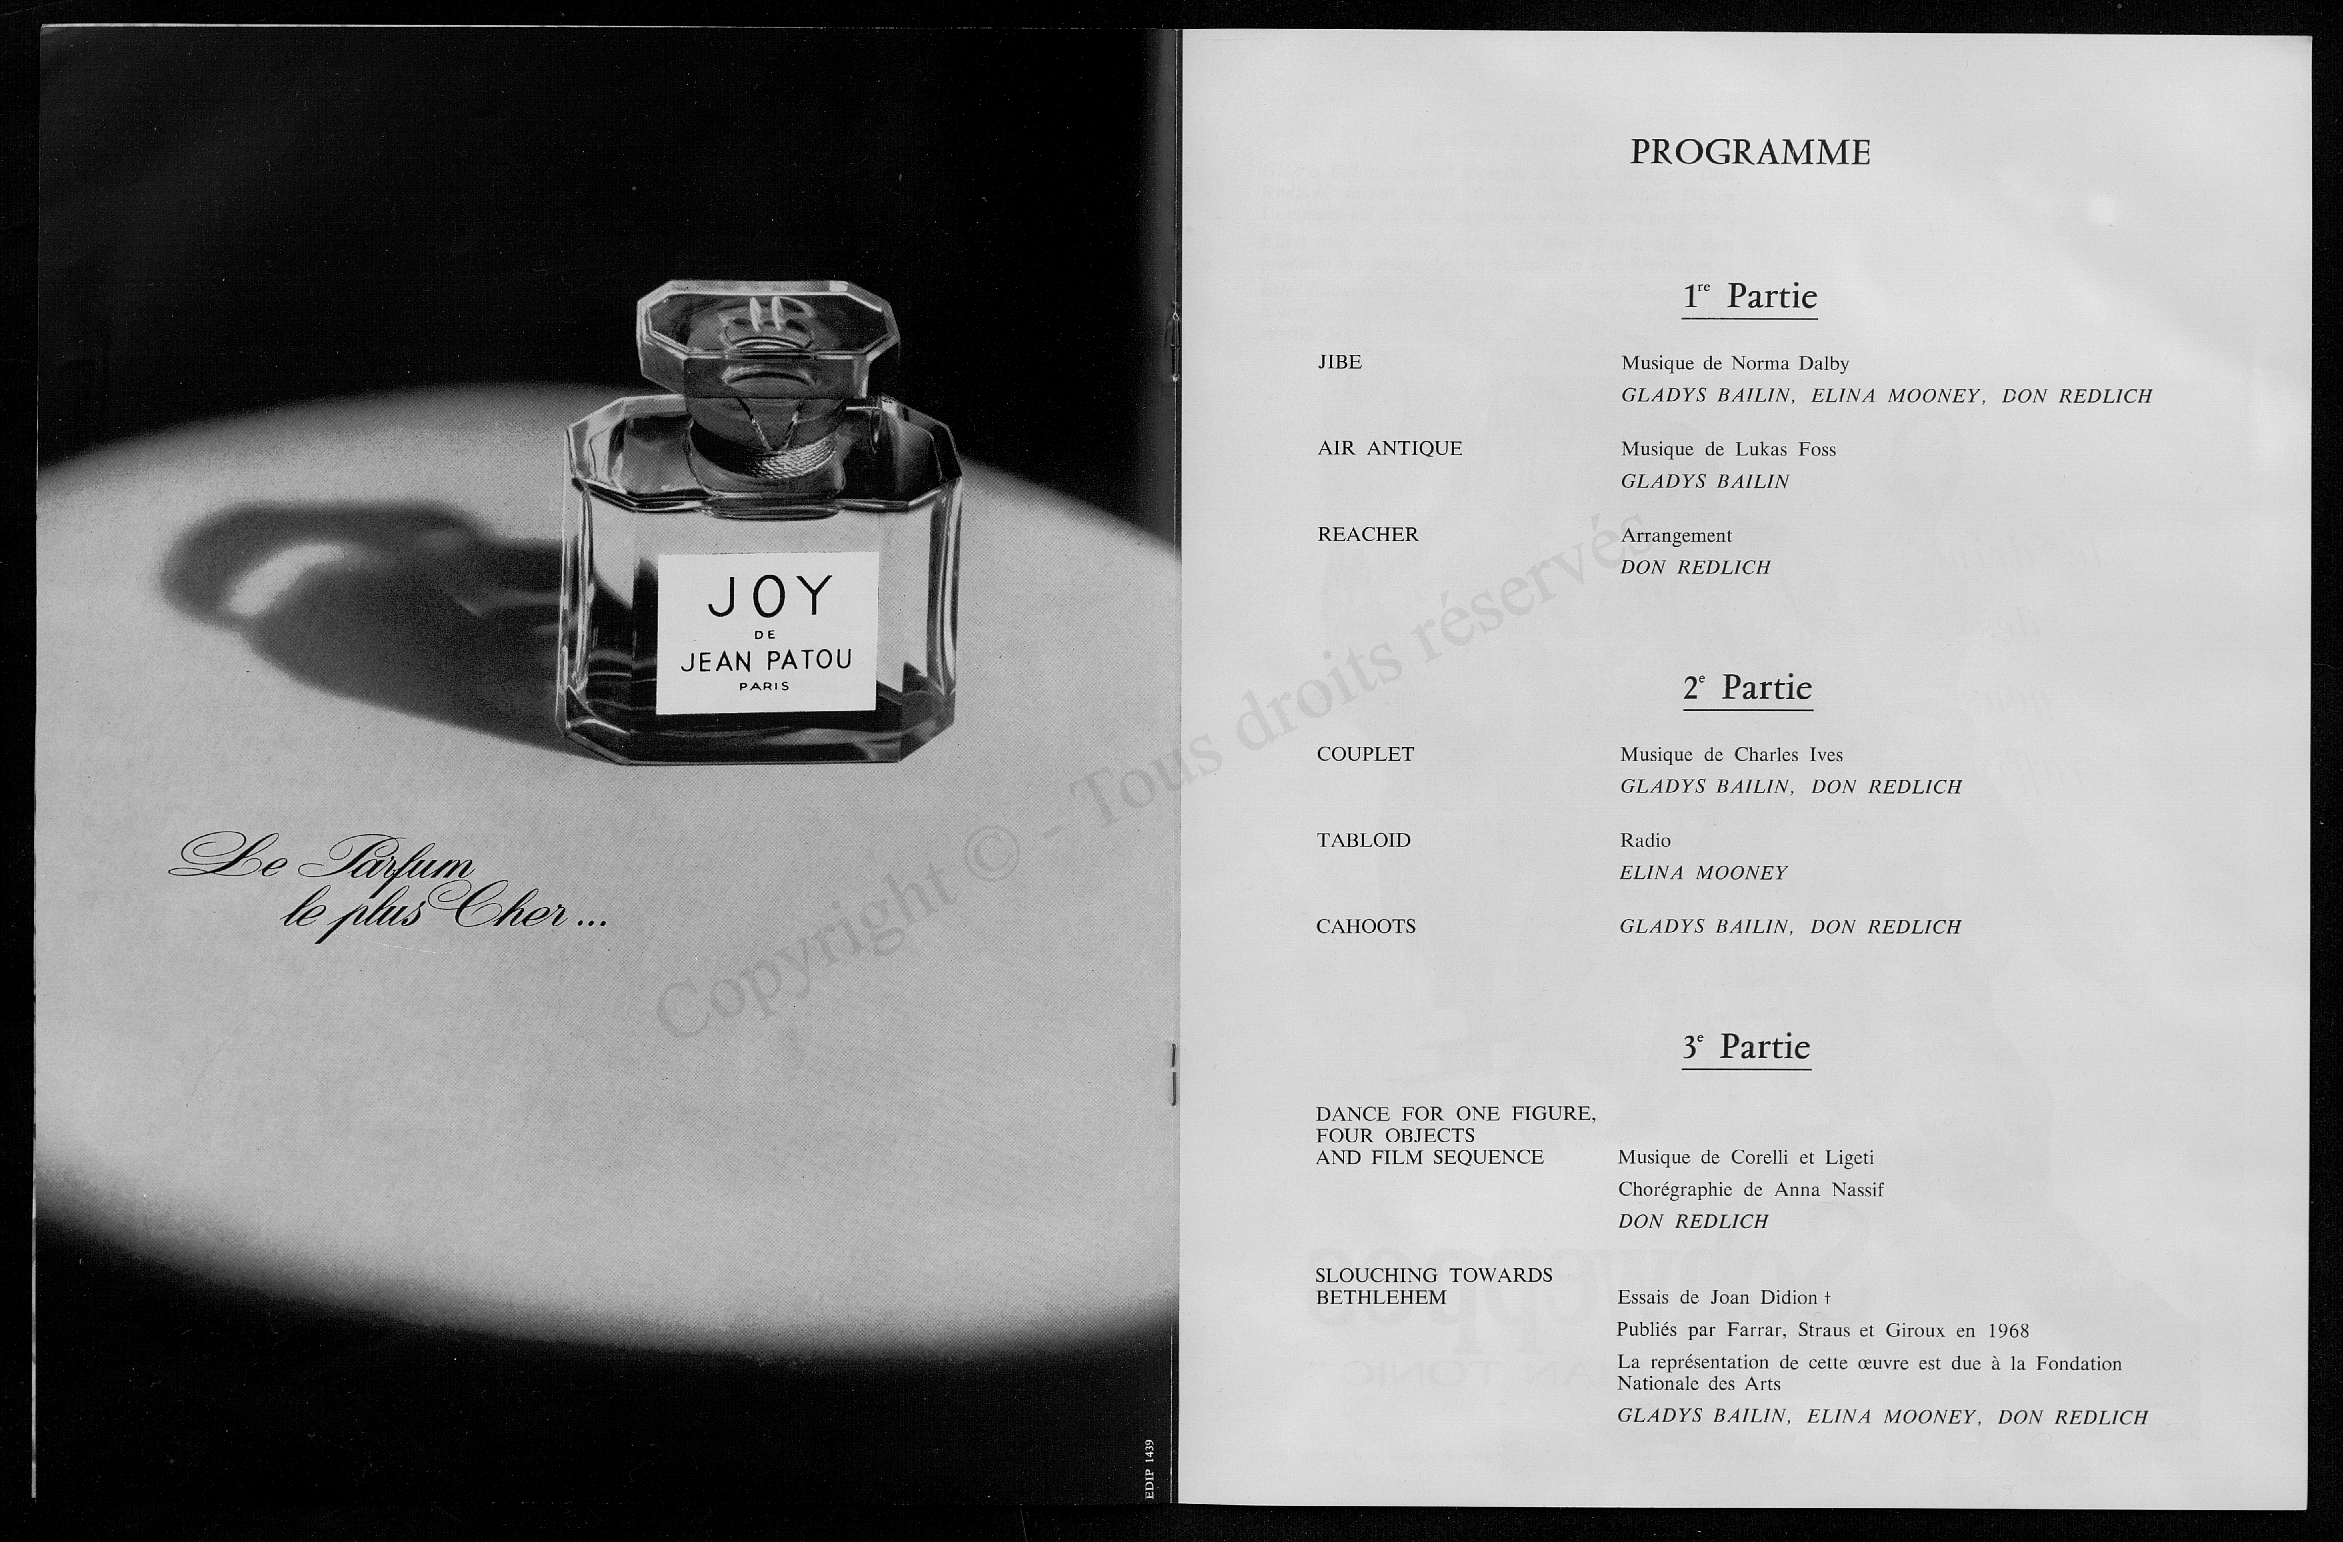 JOY
DE
JEAN PATOU
PARIS
Le Parfum
le plus Cher...
EDIP 1439
PROGRAMME
1re Partie
JIBE
Musique de Norma Dalby
GLADYS BAILIN, ELINA MOONEY, DON REDLICH
AIR ANTIQUE
Musique de Lukas Foss
GLADYS BAILIN
REACHER
Arrangement
DON REDLICH
2e Partie
COUPLET
Musique de Charles Ives
GLADYS BAILIN, DON REDLICH
TABLOID
Radio
ELINA MOONEY
CAHOOTS
GLADYS BAILIN, DON REDLICH
3e Partie
DANCE FOR ONE FIGURE,
FOUR OBJECTS
AND FILM SEQUENCE
Musique de Corelli et Ligeti
Chorégraphie de Anna Nassif
DON REDLICH
SLOUCHING TOWARDS
BETHLEHEM
Essais de Joan Didion †
Publiés par Farrar, Straus et Giroux en 1968
La représentation de cette œuvre est due à la Fondation
Nationale des Arts
GLADYS BAILIN, ELINA MOONEY, DON REDLICH
Copyright © - Tous droits réservés